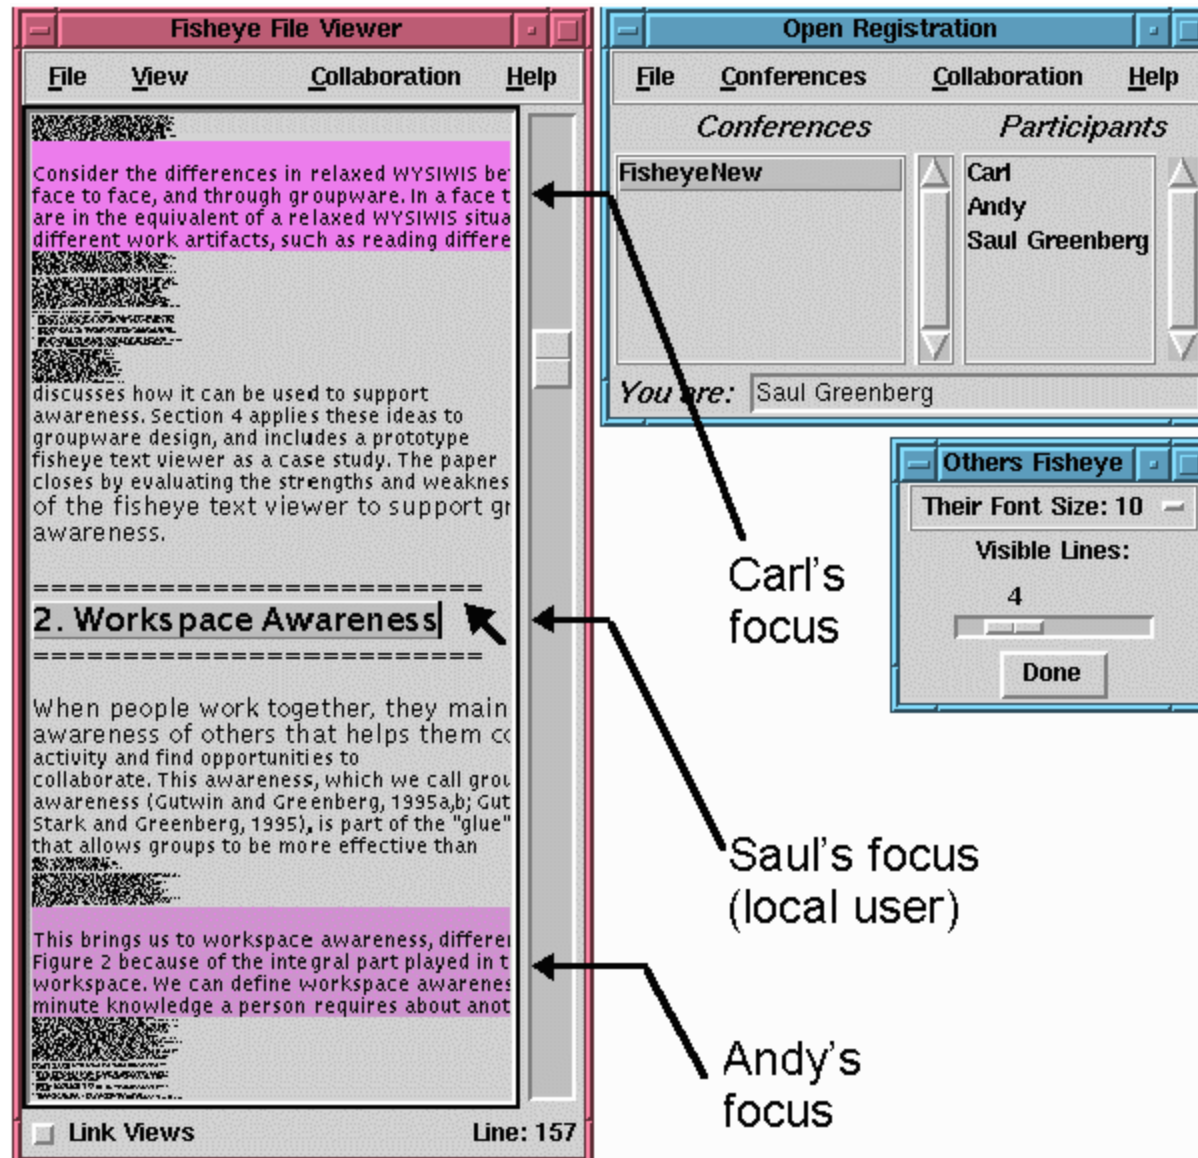 Fisheye File Viewer
File View Collaboration Help
Consider the differences in relaxed WYSIWIS be
face to face, and through groupware. In a face t
are in the equivalent of a relaxed WYSIWIS situa
different work artifacts, such as reading differe
discusses how it can be used to support
awareness. Section 4 applies these ideas to
groupware design, and includes a prototype
fisheye text viewer as a case study. The paper
closes by evaluating the strengths and weaknes
of the fisheye text viewer to support gr
awareness.
==========================
2. Workspace Awareness
==========================
When people work together, they main
awareness of others that helps them co
activity and find opportunities to
collaborate. This awareness, which we call grou
awareness (Gutwin and Greenberg, 1995a,b; Gut
Stark and Greenberg, 1995), is part of the "glue"
that allows groups to be more effective than
This brings us to workspace awareness, differe
Figure 2 because of the integral part played in t
workspace. We can define workspace awarenes
minute knowledge a person requires about anot
Link Views Line: 157
Open Registration
File Conferences Collaboration Help
Conferences Participants
FisheyeNew
Carl
Andy
Saul Greenberg
You are: Saul Greenberg
Others Fisheye
Their Font Size: 10
Visible Lines:
4
Done
Carl's
focus
Saul's focus
(local user)
Andy's
focus